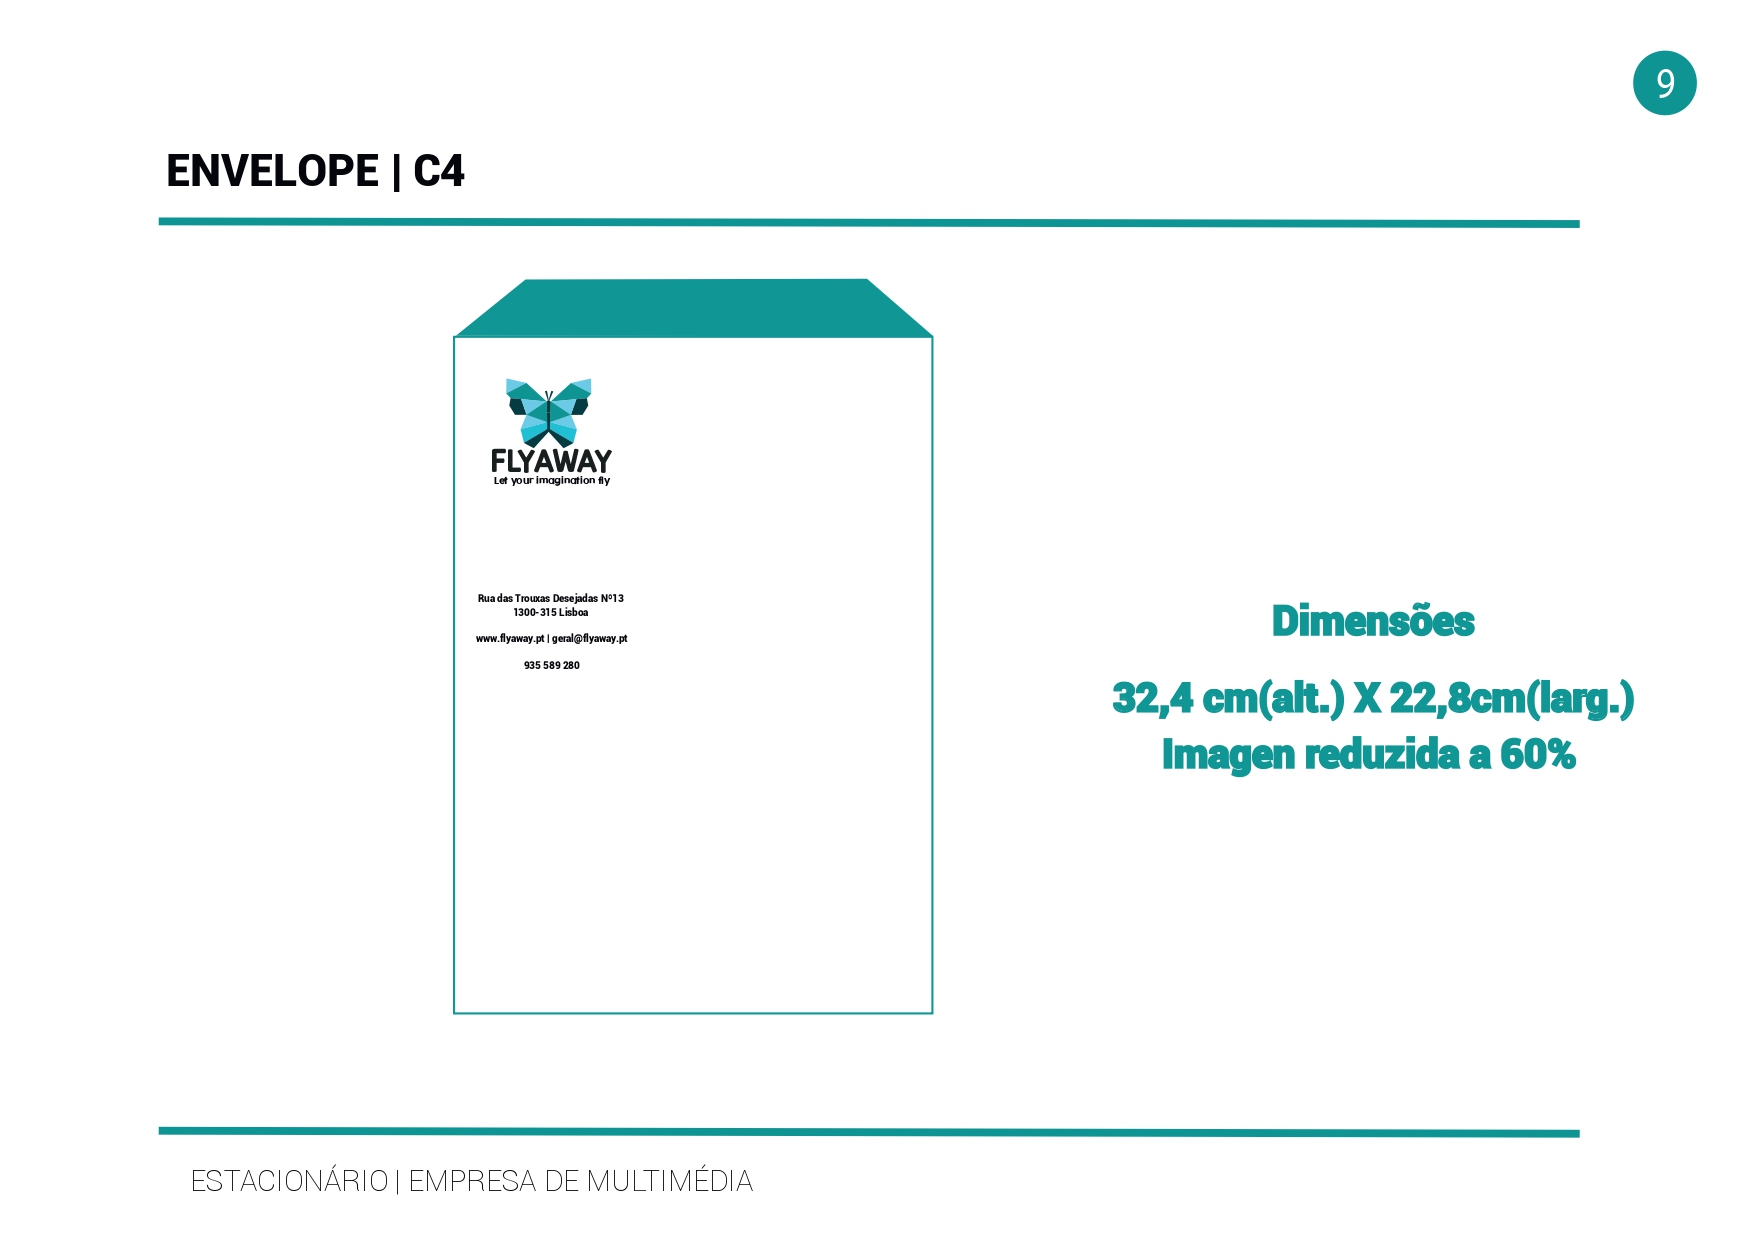 9
ENVELOPE | C4
FLYAWAY
Let your imagination fly
Rua das Trouxas Desejadas Nº13
1300-315 Lisboa
www.flyaway.pt | geral@flyaway.pt
935 589 280
Dimensões
32,4 cm(alt.) X 22,8cm(larg.)
Imagen reduzida a 60%
ESTACIONÁRIO | EMPRESA DE MULTIMÉDIA